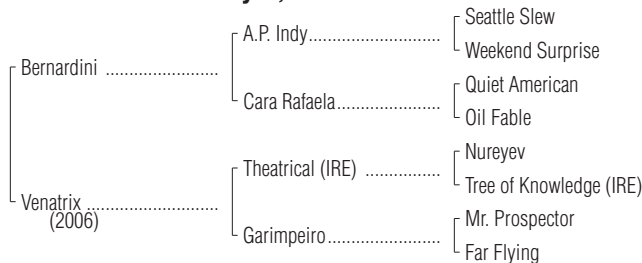 Seattle Slew
A.P. Indy
Weekend Surprise
Bernardini
Quiet American
Cara Rafaela
Oil Fable
Nureyev
Theatrical (IRE)
Tree of Knowledge (IRE)
Venatrix
(2006)
Mr. Prospector
Garimpeiro
Far Flying